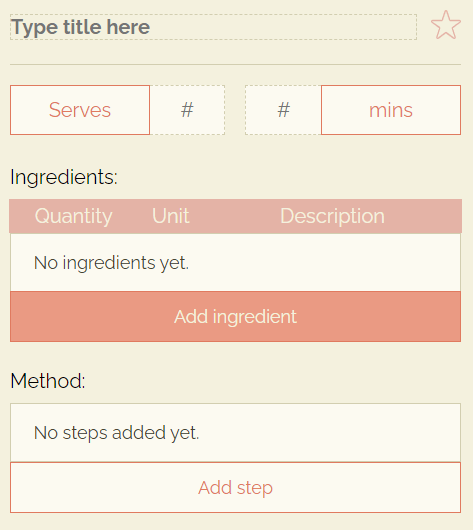 Type title here
Serves # # mins
Ingredients:
Quantity Unit Description
No ingredients yet.
Add ingredient
Method:
No steps added yet.
Add step